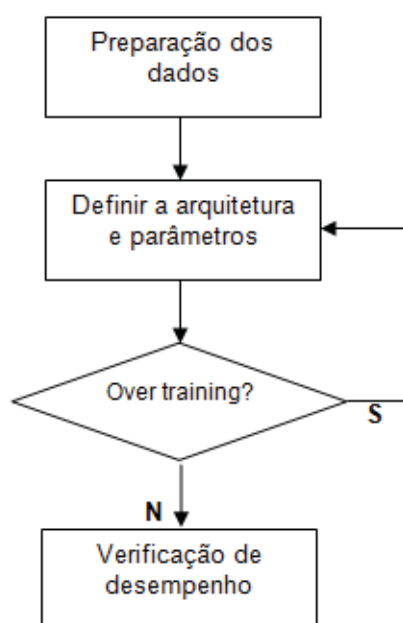 Preparação dos
dados
Definir a arquitetura
e parâmetros
Over training?
S
N
Verificação de
desempenho